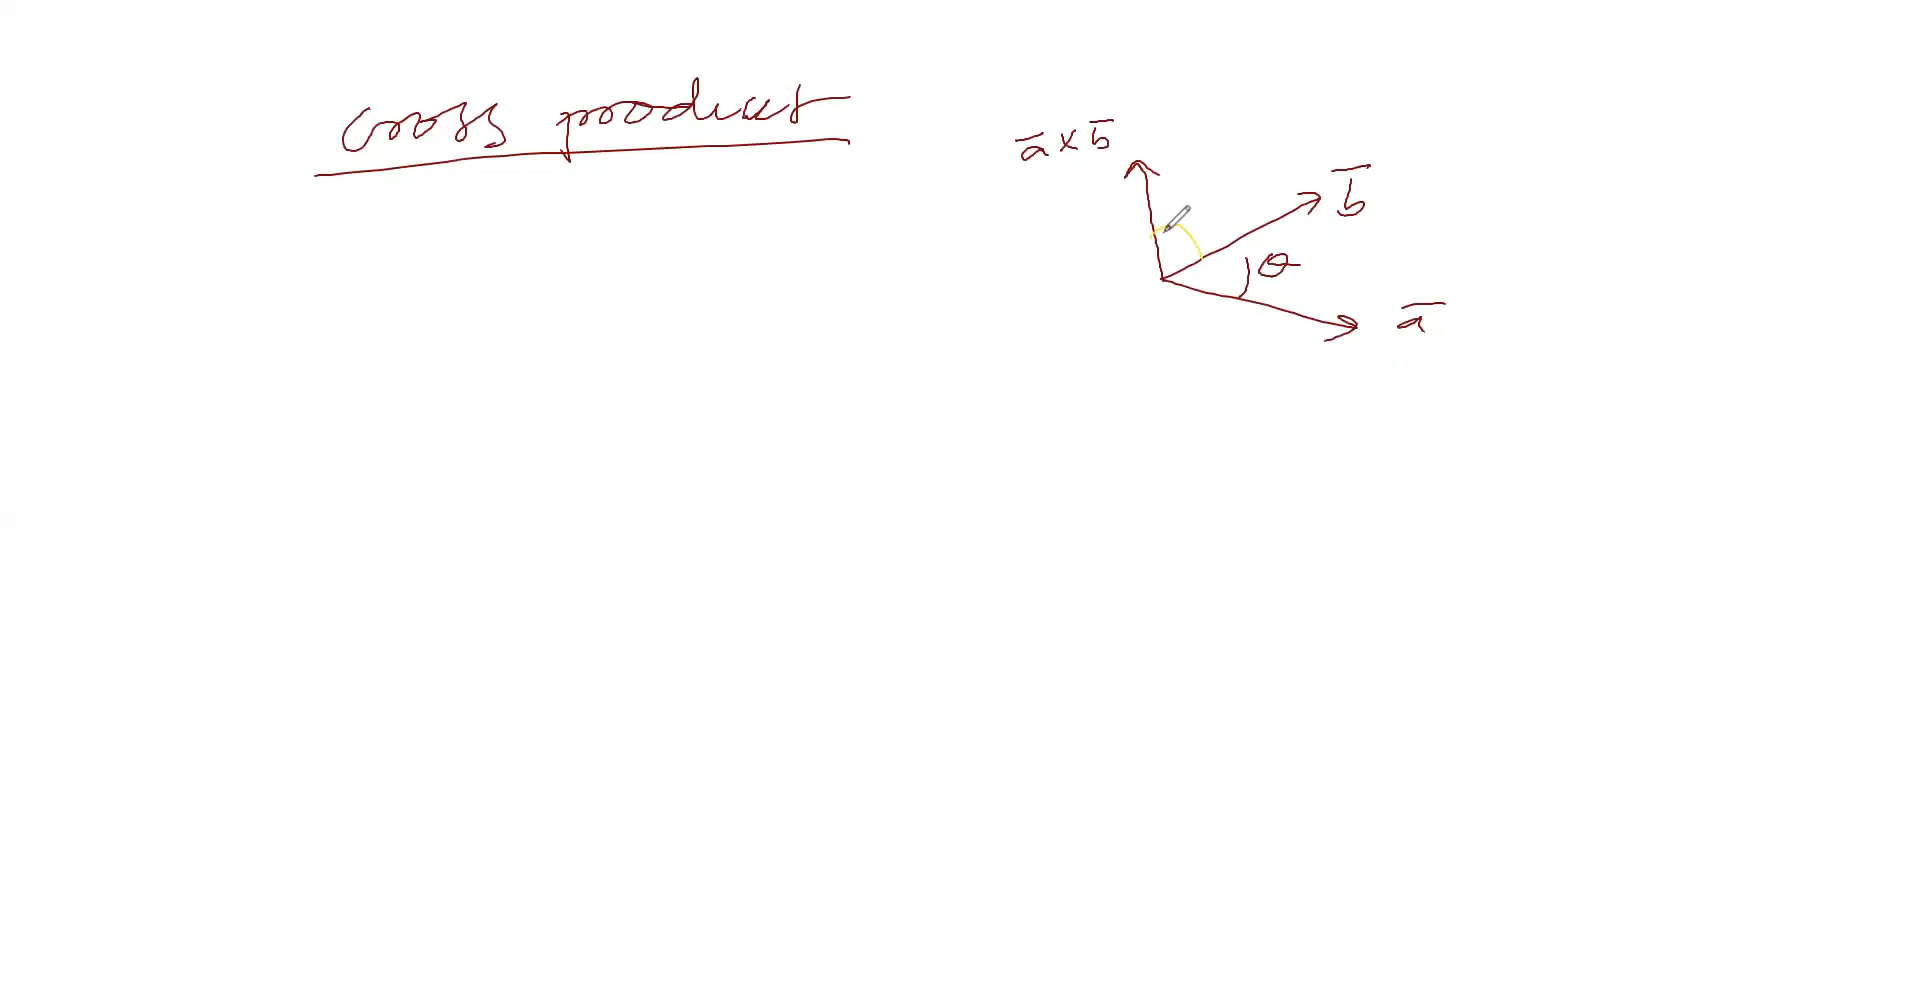 cross product
a̅ x b̅
b̅
θ
a̅